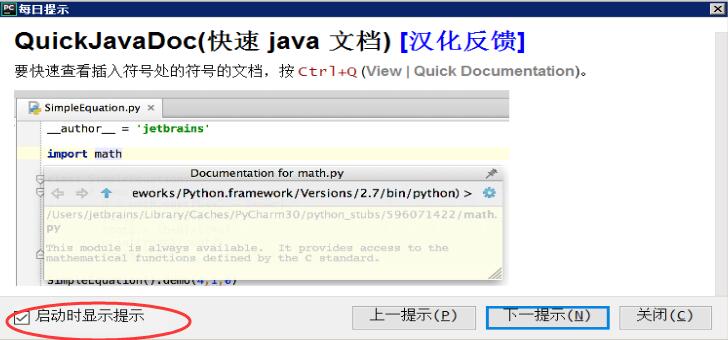 PC 每日提示
QuickJavaDoc(快速 java 文档) [汉化反馈]
要快速查看插入符号处的符号的文档，按 Ctrl+Q (View | Quick Documentation)。
SimpleEquation.py ×
__author__ = 'jetbrains'
import math
Documentation for math.py
eworks/Python.framework/Versions/2.7/bin/python) >
/Users/jetbrains/Library/Caches/PyCharm30/python_stubs/596071422/math.
py
This module is always available. It provides access to the
mathematical functions defined by the C standard.
SimpleEquation().demo(4,1,0)
启动时显示提示
上一提示(P)
下一提示(N)
关闭(C)